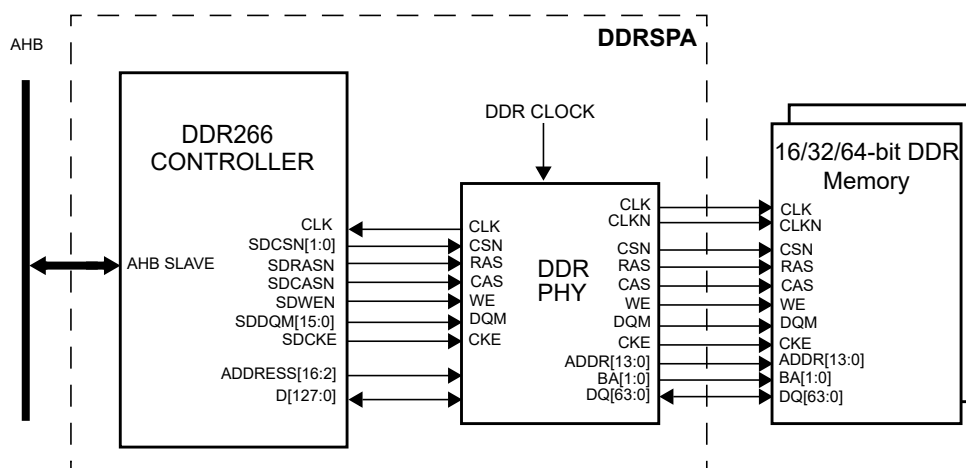 AHB
DDRSPA
DDR CLOCK
DDR266
CONTROLLER
AHB SLAVE
CLK
SDCSN[1:0]
SDRASN
SDCASN
SDWEN
SDDQM[15:0]
SDCKE
ADDRESS[16:2]
D[127:0]
CLK
CSN
RAS
CAS
WE
DQM
CKE
DDR
PHY
CLK
CLKN
CSN
RAS
CAS
WE
DQM
CKE
ADDR[13:0]
BA[1:0]
DQ[63:0]
16/32/64-bit DDR
Memory
CLK
CLKN
CSN
RAS
CAS
WE
DQM
CKE
ADDR[13:0]
BA[1:0]
DQ[63:0]